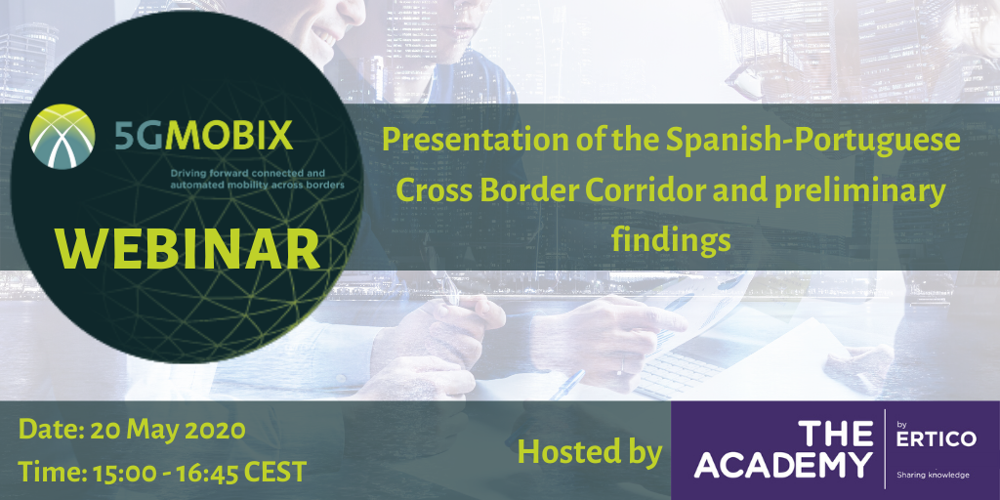 5GMOBIX
Driving forward connected and
automated mobility across borders
WEBINAR
Presentation of the Spanish-Portuguese
Cross Border Corridor and preliminary
findings
Date: 20 May 2020
Time: 15:00 - 16:45 CEST
Hosted by
THE
ACADEMY
by
ERTICO
Sharing knowledge